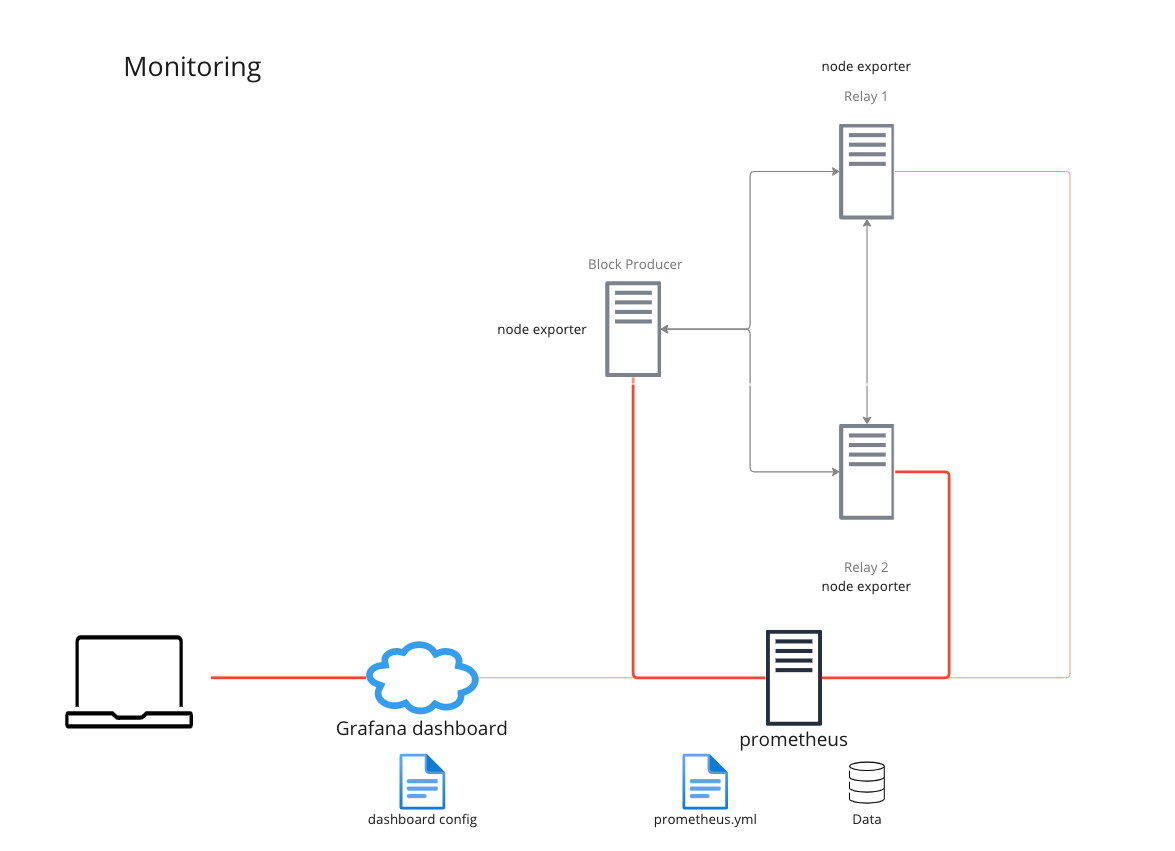 Monitoring
node exporter
Relay 1
Block Producer
node exporter
Relay 2
node exporter
Grafana dashboard
prometheus
dashboard config
prometheus.yml
Data